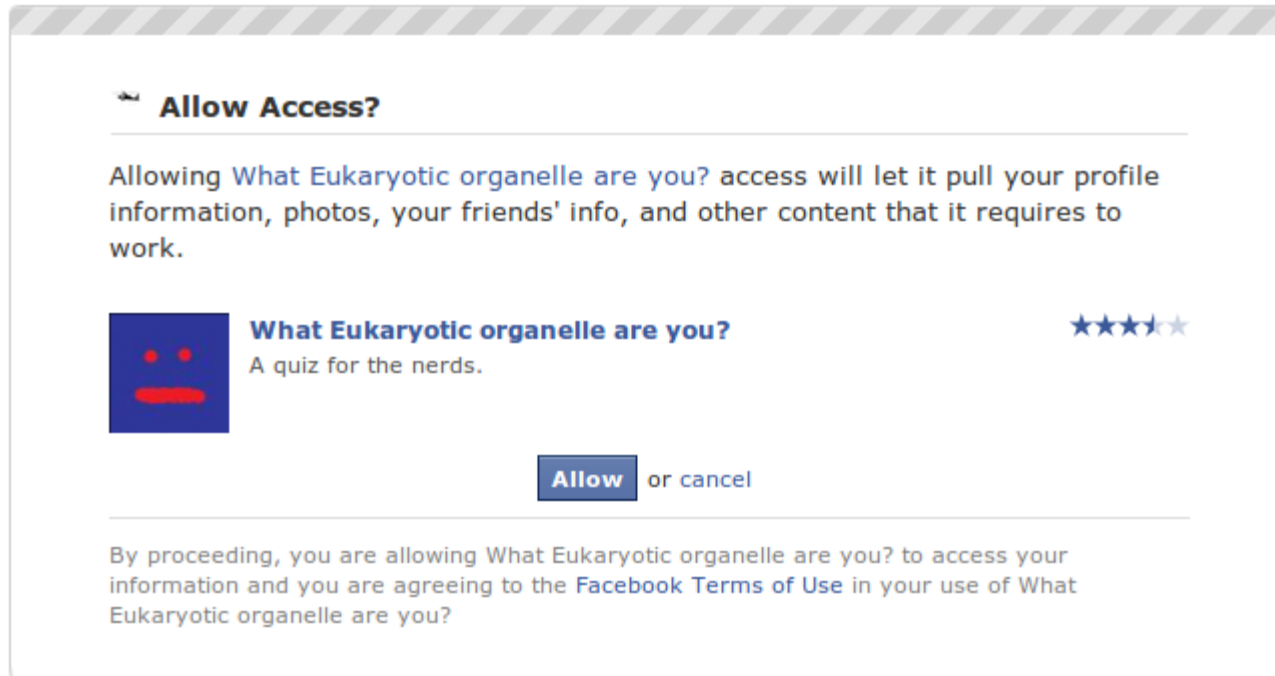 Allow Access?
Allowing What Eukaryotic organelle are you? access will let it pull your profile
information, photos, your friends' info, and other content that it requires to
work.
What Eukaryotic organelle are you?
A quiz for the nerds.
Allow or cancel
By proceeding, you are allowing What Eukaryotic organelle are you? to access your
information and you are agreeing to the Facebook Terms of Use in your use of What
Eukaryotic organelle are you?